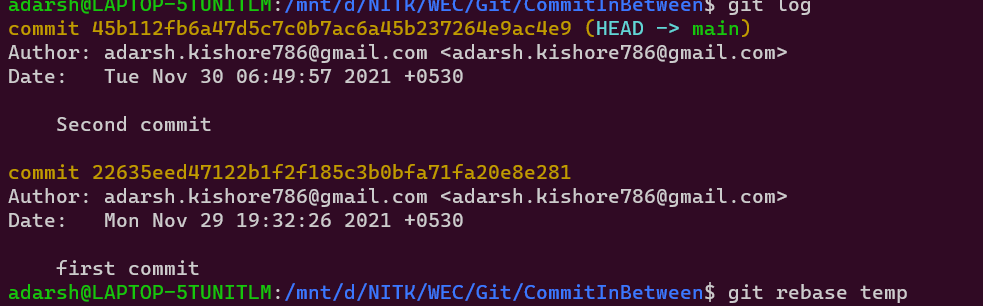 adarsh@LAPTOP-5TUNITLM:/mnt/d/NITK/WEC/Git/CommitInBetween$ git log
commit 45b112fb6a47d5c7c0b7ac6a45b237264e9ac4e9 (HEAD -> main)
Author: adarsh.kishore786@gmail.com <adarsh.kishore786@gmail.com>
Date:   Tue Nov 30 06:49:57 2021 +0530
    Second commit
commit 22635eed47122b1f2f185c3b0bfa71fa20e8e281
Author: adarsh.kishore786@gmail.com <adarsh.kishore786@gmail.com>
Date:   Mon Nov 29 19:32:26 2021 +0530
    first commit
adarsh@LAPTOP-5TUNITLM:/mnt/d/NITK/WEC/Git/CommitInBetween$ git rebase temp